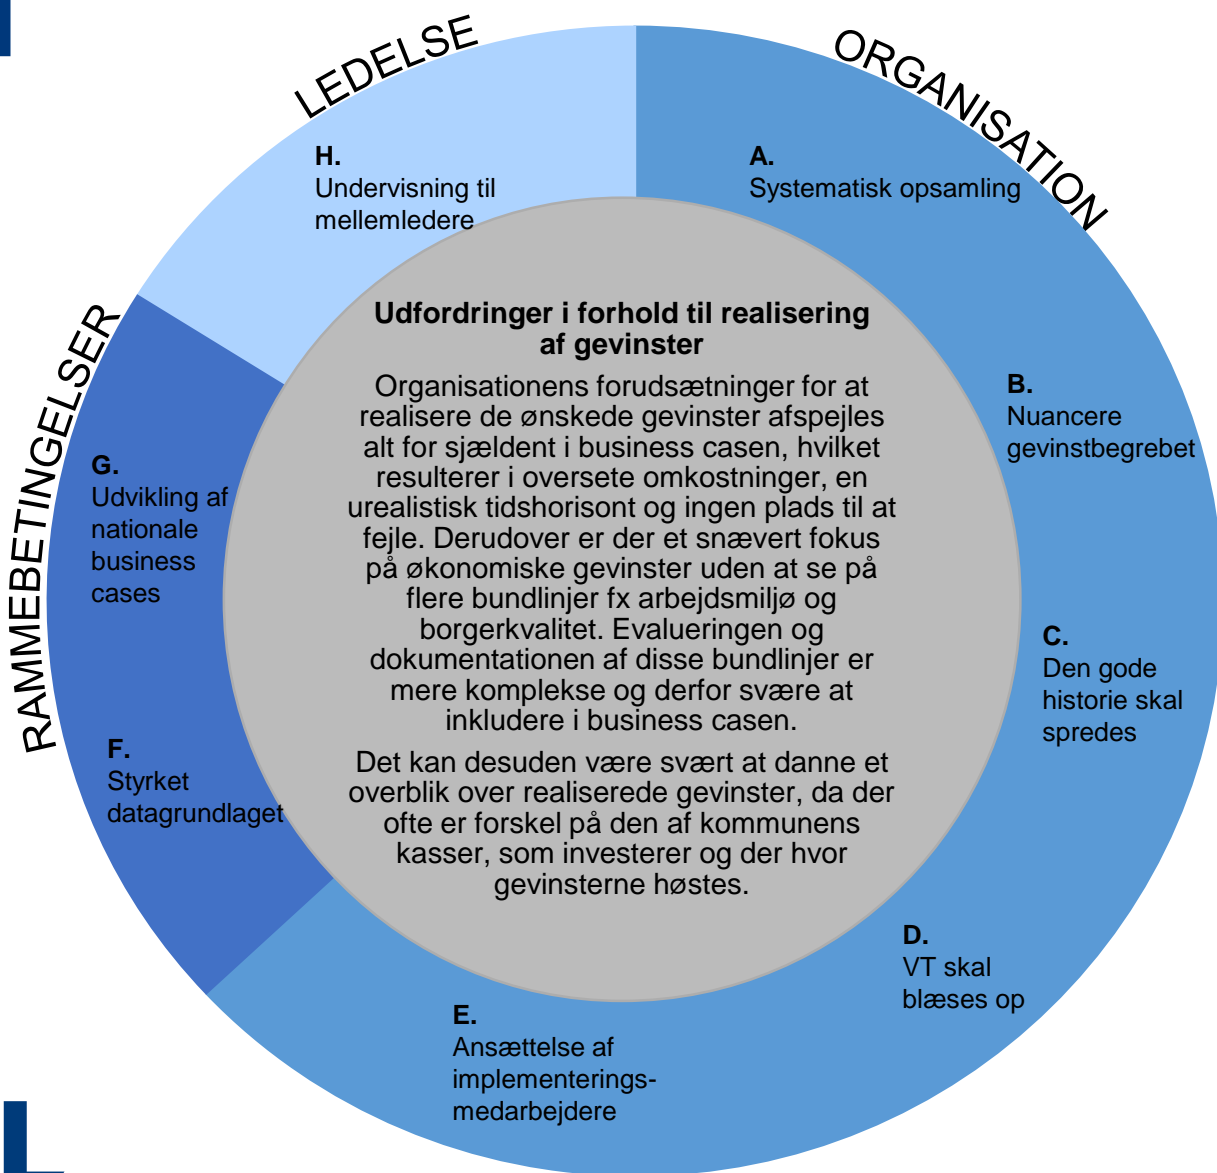 LEDELSE
ORGANISATION
RAMMEBETINGELSER
H.
Undervisning til
mellemledere
A.
Systematisk opsamling
B.
Nuancere
gevinstbegrebet
C.
Den gode
historie skal
spredes
D.
VT skal
blæses op
E.
Ansættelse af
implementerings-
medarbejdere
F.
Styrket
datagrundlaget
G.
Udvikling af
nationale
business
cases
Udfordringer i forhold til realisering
af gevinster
Organisationens forudsætninger for at
realisere de ønskede gevinster afspejles
alt for sjældent i business casen, hvilket
resulterer i oversete omkostninger, en
urealistisk tidshorisont og ingen plads til at
fejle. Derudover er der et snævert fokus
på økonomiske gevinster uden at se på
flere bundlinjer fx arbejdsmiljø og
borgerkvalitet. Evalueringen og
dokumentationen af disse bundlinjer er
mere komplekse og derfor svære at
inkludere i business casen.
Det kan desuden være svært at danne et
overblik over realiserede gevinster, da der
ofte er forskel på den af kommunens
kasser, som investerer og der hvor
gevinsterne høstes.